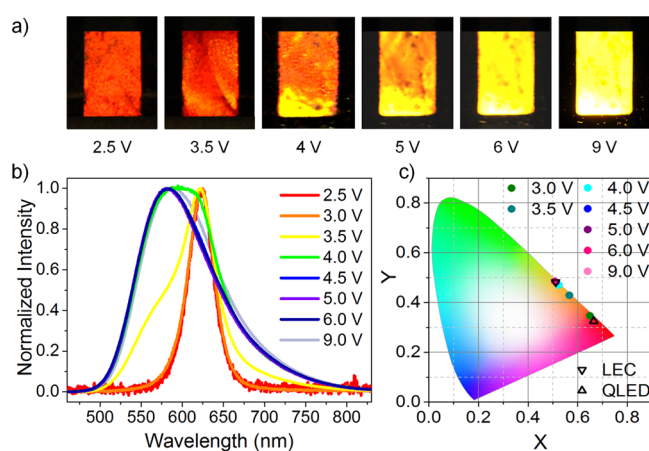 a)
2.5 V 3.5 V 4 V 5 V 6 V 9 V
b)
Normalized Intensity
1.0
0.8
0.6
0.4
0.2
0.0
2.5 V
3.0 V
3.5 V
4.0 V
4.5 V
5.0 V
6.0 V
9.0 V
500 550 600 650 700 750 800
Wavelength (nm)
c)
Y
0.8
0.6
0.4
0.2
0.0
3.0 V 4.0 V
3.5 V 4.5 V
5.0 V
6.0 V
9.0 V
LEC
QLED
0.0 0.2 0.4 0.6 0.8
X